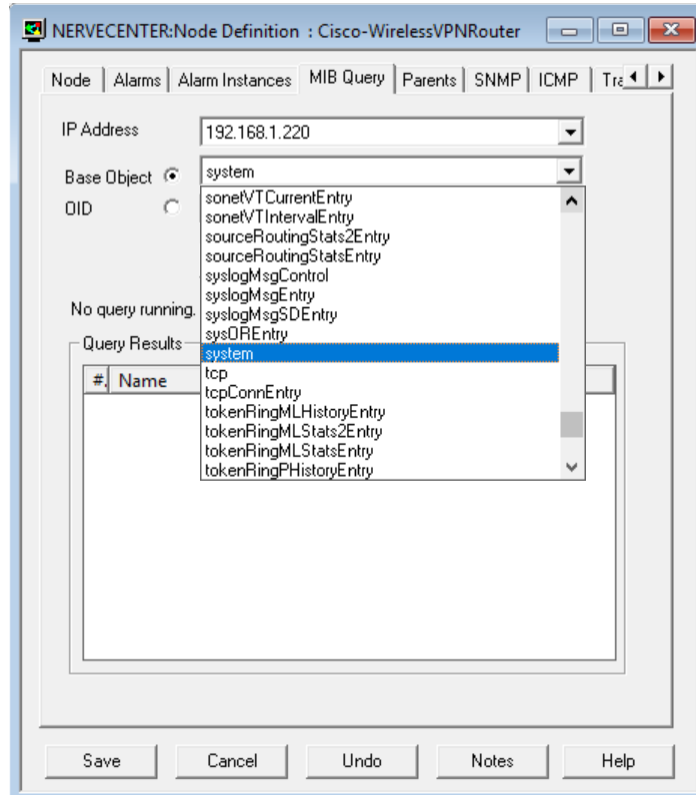 NERVECENTER:Node Definition : Cisco-WirelessVPNRouter
Node Alarms Alarm Instances MIB Query Parents SNMP ICMP Tra
IP Address 192.168.1.220
Base Object system
OID
sonetVTCurrentEntry
sonetVTIntervalEntry
sourceRoutingStats2Entry
sourceRoutingStatsEntry
syslogMsgControl
syslogMsgEntry
No query running. syslogMsgSDEntry
sysOREntry
Query Results system
#. Name tcp
tcpConnEntry
tokenRingMLHistoryEntry
tokenRingMLStats2Entry
tokenRingMLStatsEntry
tokenRingPHistoryEntry
Save Cancel Undo Notes Help